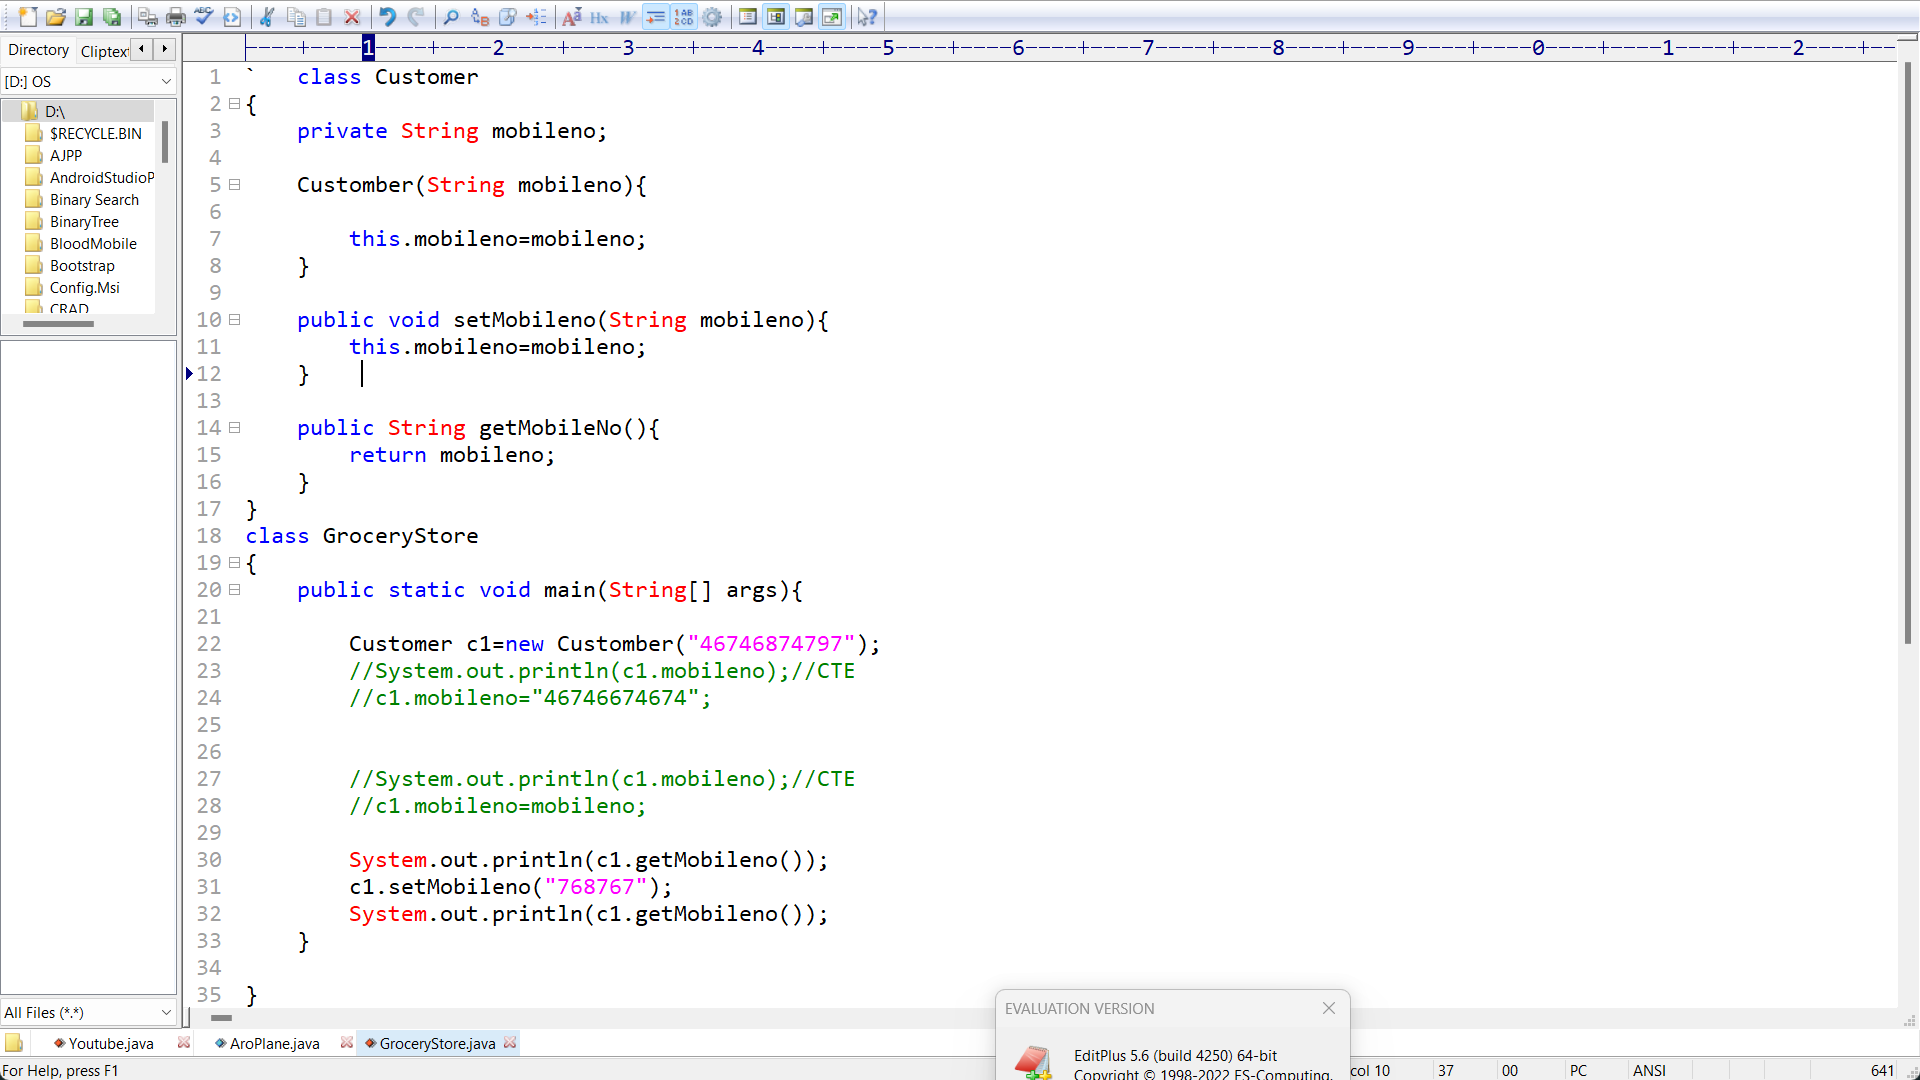 Directory Cliptext
[D:] OS
D:\
$RECYCLE.BIN
AJPP
AndroidStudioP
Binary Search
BinaryTree
BloodMobile
Bootstrap
Config.Msi
CRAD
All Files (*.*)
----+----1----+----2----+----3----+----4----+----5----+----6----+----7----+----8----+----9----+----0----+----1----+----2----+--
1 `   class Customer
2 {
3     private String mobileno;
4
5     Customber(String mobileno){
6
7         this.mobileno=mobileno;
8     }
9
10     public void setMobileno(String mobileno){
11         this.mobileno=mobileno;
12     }
13
14     public String getMobileNo(){
15         return mobileno;
16     }
17 }
18 class GroceryStore
19 {
20     public static void main(String[] args){
21
22         Customer c1=new Customber("46746874797");
23         //System.out.println(c1.mobileno);//CTE
24         //c1.mobileno="46746674674";
25
26
27         //System.out.println(c1.mobileno);//CTE
28         //c1.mobileno=mobileno;
29
30         System.out.println(c1.getMobileno());
31         c1.setMobileno("768767");
32         System.out.println(c1.getMobileno());
33     }
34
35 }
EVALUATION VERSION
EditPlus 5.6 (build 4250) 64-bit
Copyright © 1998-2022 ES-Computing.
Youtube.java AroPlane.java GroceryStore.java
For Help, press F1 col 10 37 00 PC ANSI 641